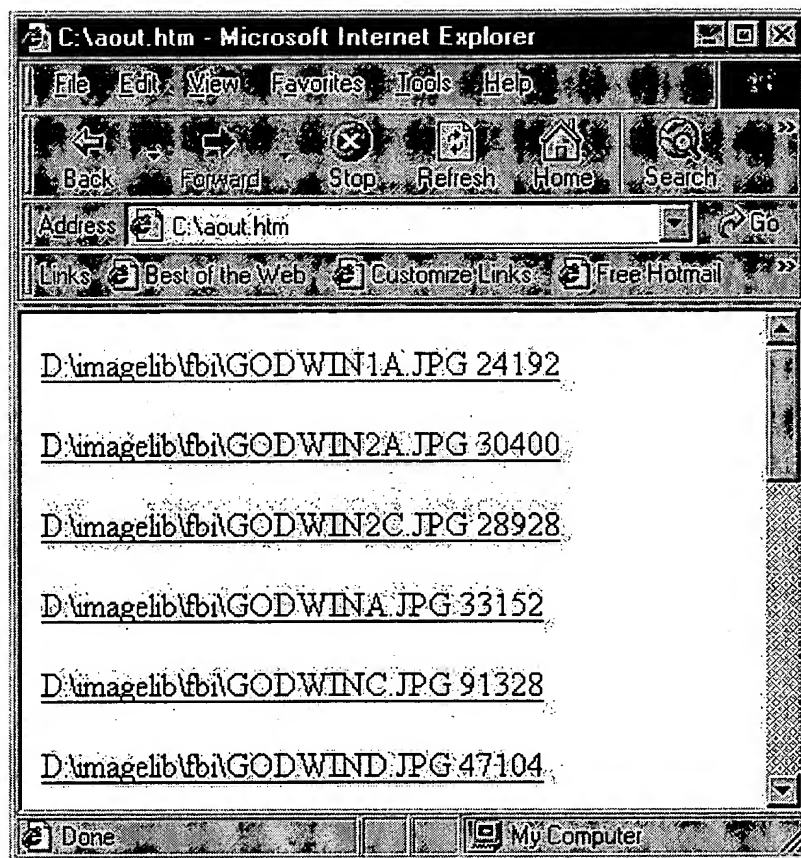 C:\aout.htm - Microsoft Internet Explorer
File Edit View Favorites Tools Help
Back Forward Stop Refresh Home Search »
Address C:\aout.htm Go
Links Best of the Web Customize Links Free Hotmail »
D:\imagelib\fbi\GODWIN1A.JPG 24192
D:\imagelib\fbi\GODWIN2A.JPG 30400
D:\imagelib\fbi\GODWIN2C.JPG 28928
D:\imagelib\fbi\GODWINA.JPG 33152
D:\imagelib\fbi\GODWINC.JPG 91328
D:\imagelib\fbi\GODWIND.JPG 47104
Done My Computer